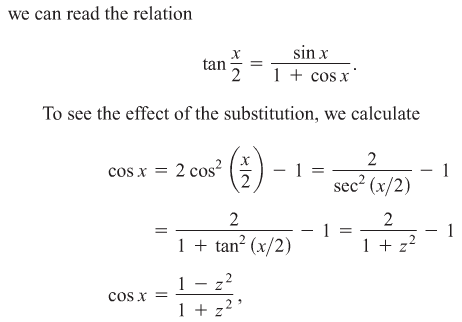 we can read the relation
tan x/2 = sin x / (1 + cos x).
To see the effect of the substitution, we calculate
cos x = 2 cos² (x/2) − 1 = 2 / (sec² (x/2)) − 1
= 2 / (1 + tan² (x/2)) − 1 = 2 / (1 + z²) − 1
cos x = (1 − z²) / (1 + z²),